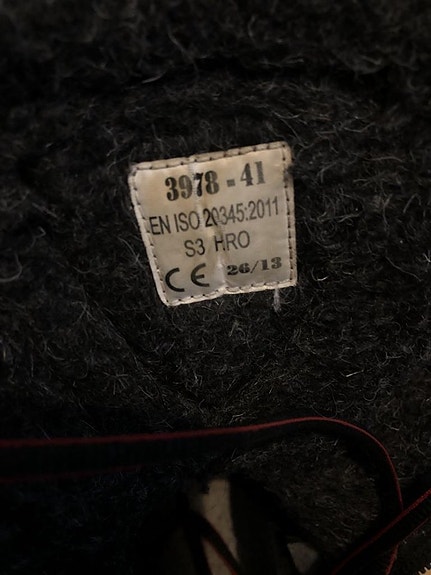 3978 - 41
EN ISO 20345:2011
S3 HRO
CE 26/13